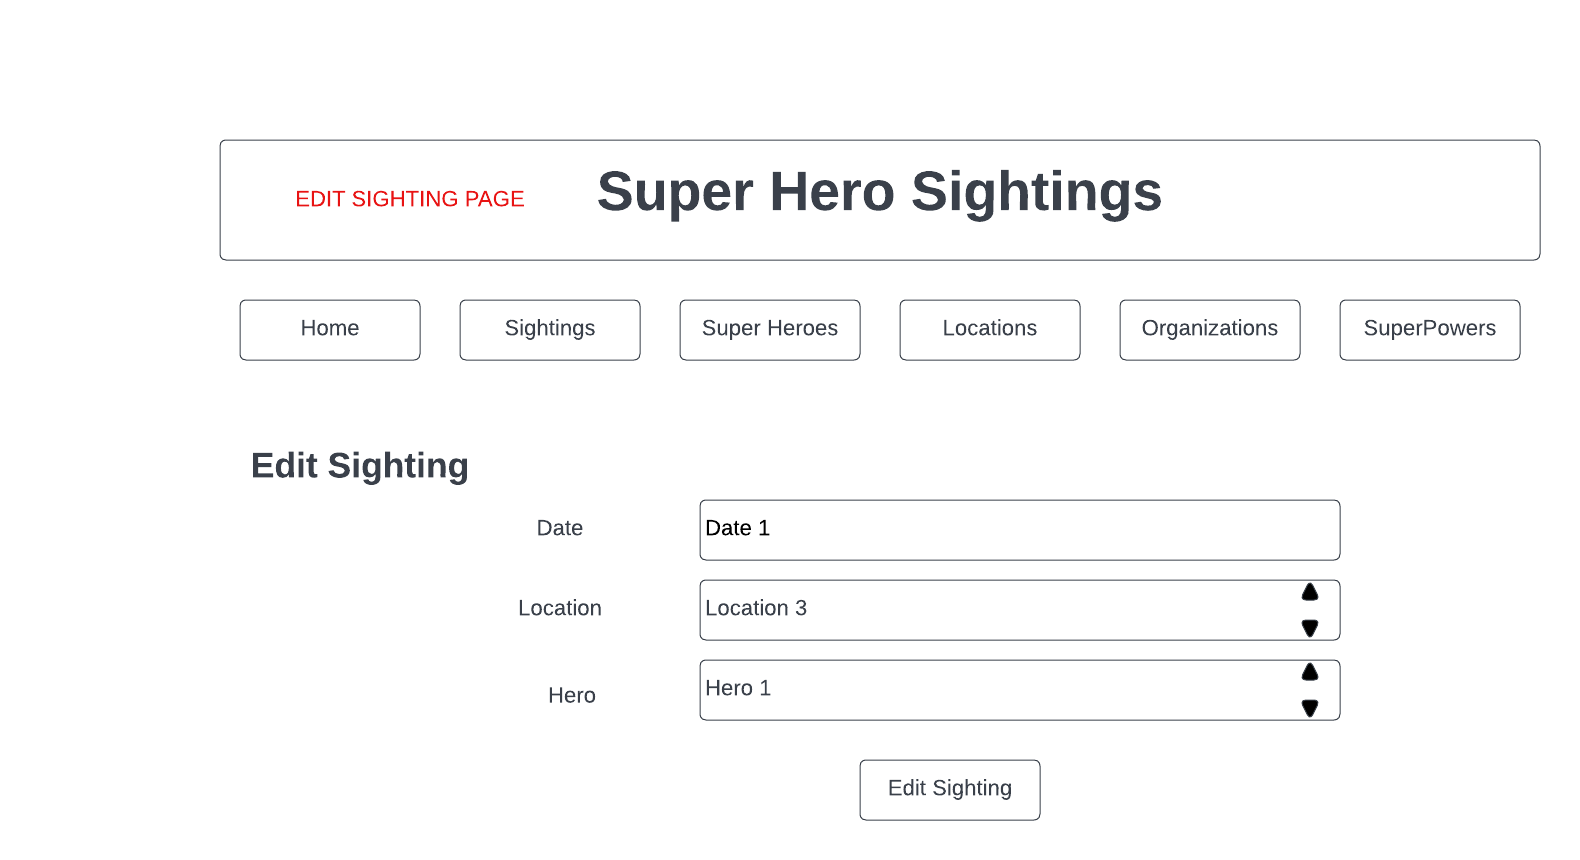 EDIT SIGHTING PAGE
Super Hero Sightings
Home
Sightings
Super Heroes
Locations
Organizations
SuperPowers
Edit Sighting
Date
Date 1
Location
Location 3
Hero
Hero 1
Edit Sighting